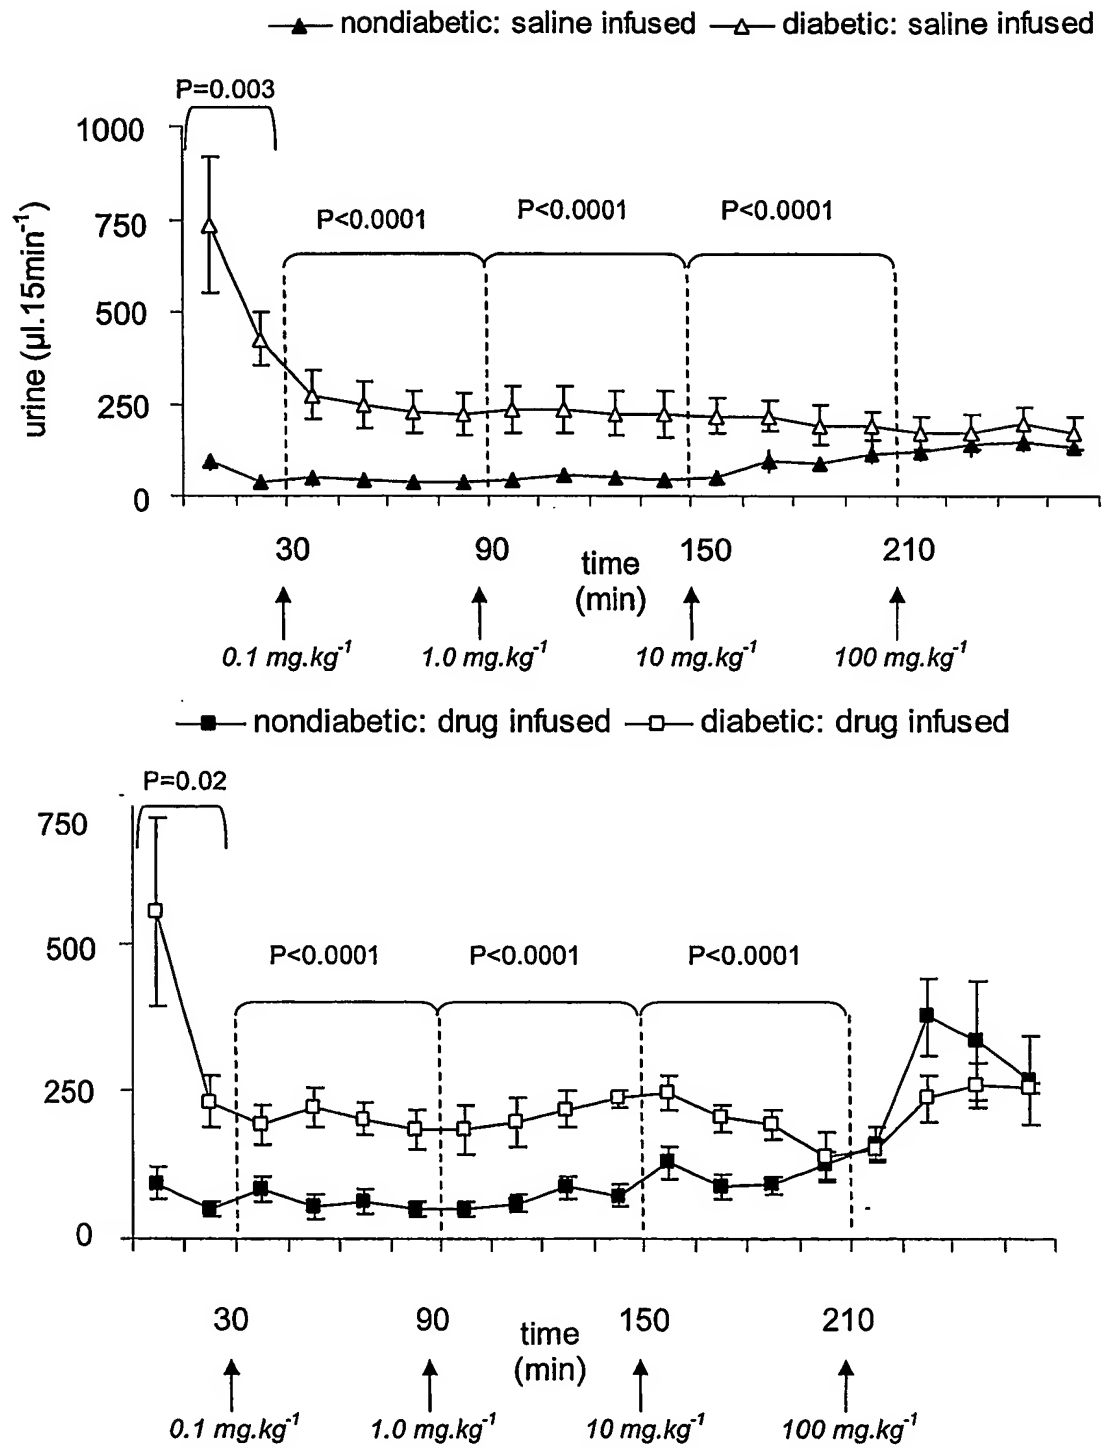 nondiabetic: saline infused diabetic: saline infused
P=0.003
1000
750
500
250
0
urine (µl.15min⁻¹)
P<0.0001 P<0.0001 P<0.0001
30 90 150 210
time
(min)
0.1 mg.kg⁻¹ 1.0 mg.kg⁻¹ 10 mg.kg⁻¹ 100 mg.kg⁻¹
nondiabetic: drug infused diabetic: drug infused
P=0.02
750
500
250
0
P<0.0001 P<0.0001 P<0.0001
30 90 150 210
time
(min)
0.1 mg.kg⁻¹ 1.0 mg.kg⁻¹ 10 mg.kg⁻¹ 100 mg.kg⁻¹